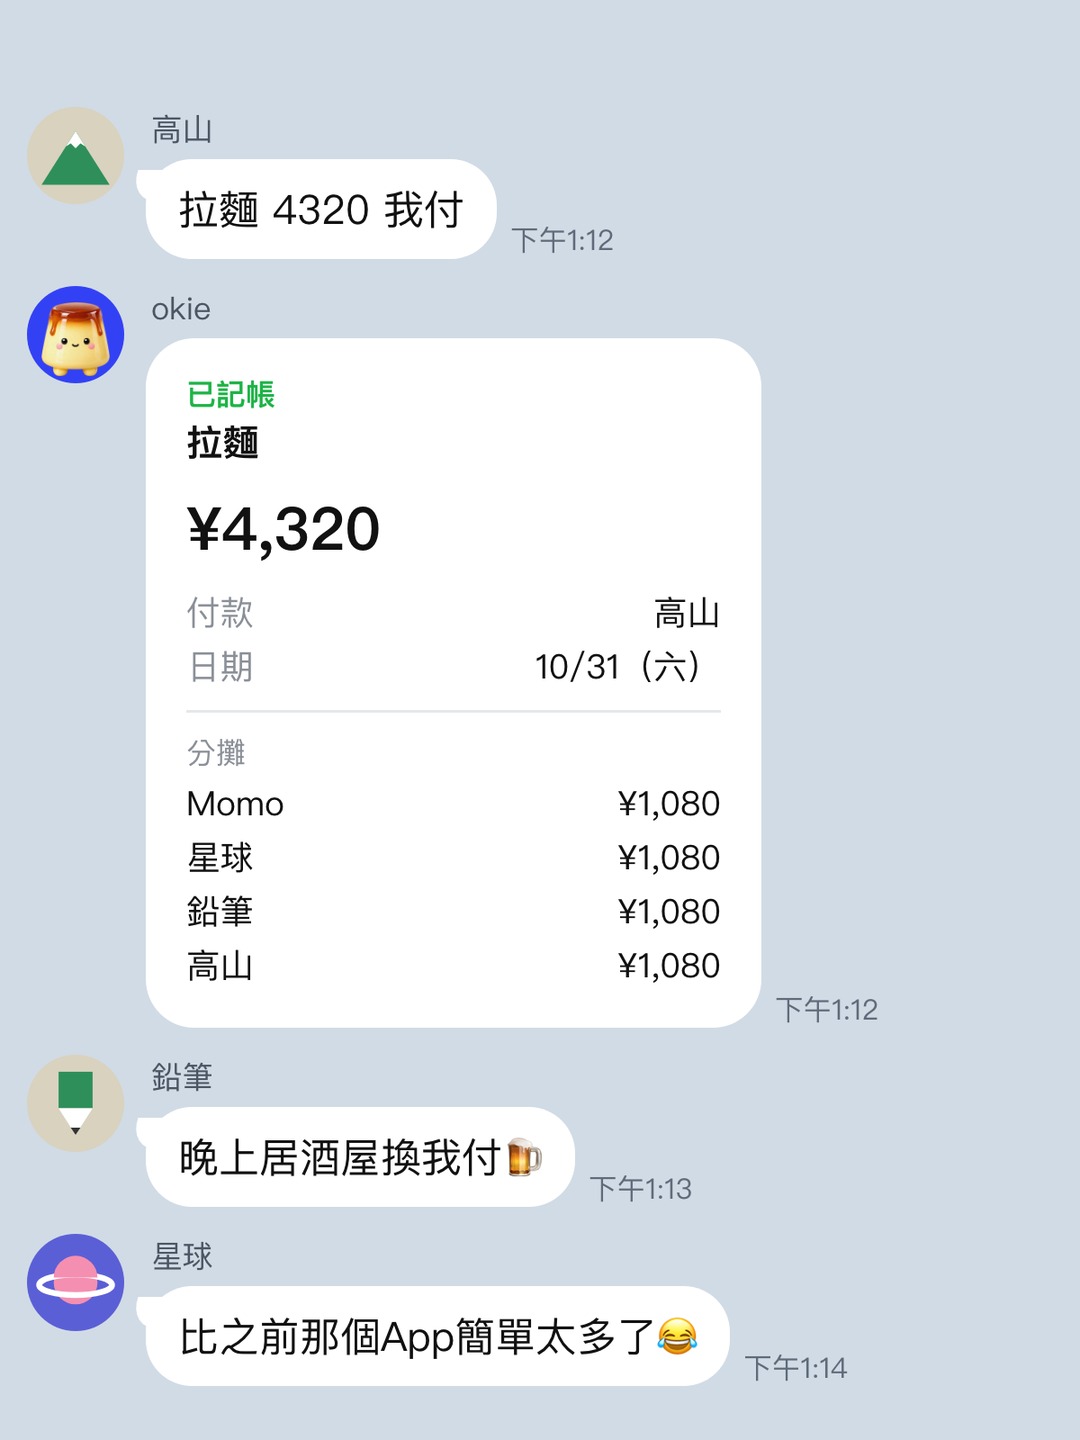 高山
拉麵 4320 我付
下午1:12
okie
已記帳
拉麵
¥4,320
付款 高山
日期 10/31（六）
分攤
Momo ¥1,080
星球 ¥1,080
鉛筆 ¥1,080
高山 ¥1,080
下午1:12
鉛筆
晚上居酒屋換我付🍺
下午1:13
星球
比之前那個App簡單太多了😂
下午1:14